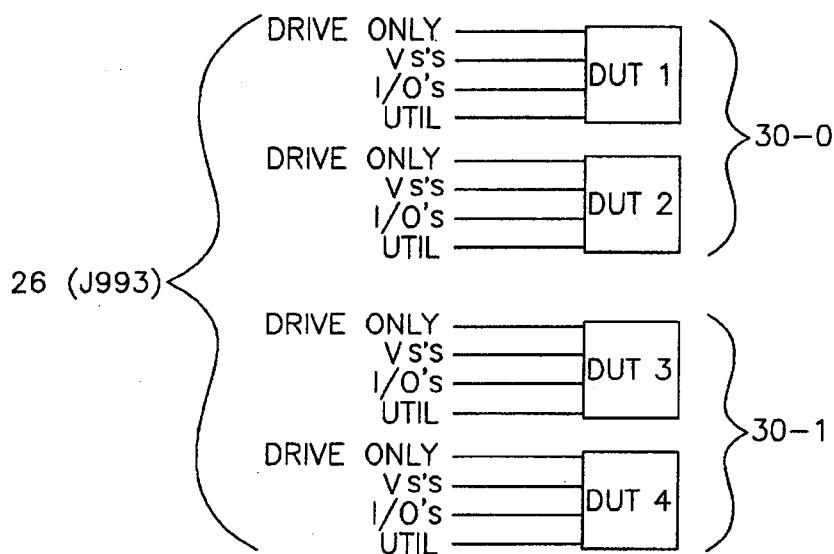 DRIVE ONLY
VS'S
I/O's
UTIL
DUT 1
30-0
DRIVE ONLY
VS'S
I/O's
UTIL
DUT 2
26 (J993)
DRIVE ONLY
VS'S
I/O's
UTIL
DUT 3
30-1
DRIVE ONLY
VS'S
I/O's
UTIL
DUT 4